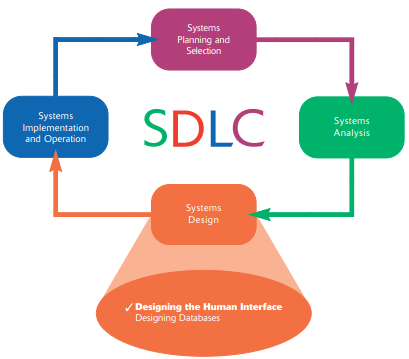 Systems
Planning and
Selection
Systems
Implementation
and Operation
SDLC
Systems
Analysis
Systems
Design
✓Designing the Human Interface
Designing Databases